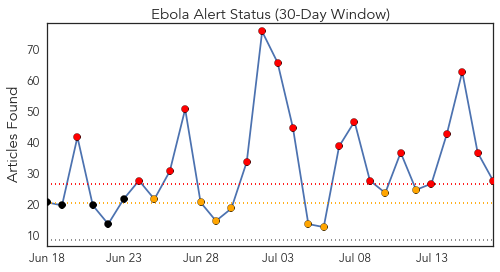 Ebola Alert Status (30-Day Window)
Articles Found
70
60
50
40
30
20
10
Jun 18 Jun 23 Jun 28 Jul 03 Jul 08 Jul 13